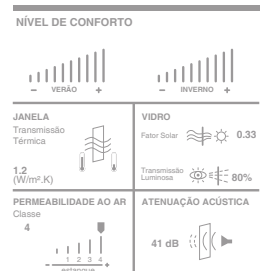 NÍVEL DE CONFORTO
– VERÃO +
– INVERNO +
JANELA
Transmissão
Térmica
1.2
(W/m².K)
VIDRO
Fator Solar 0.33
Transmissão
Luminosa 80%
PERMEABILIDADE AO AR
Classe
4
1 2 3 4
- +
estanque
ATENUAÇÃO ACÚSTICA
41 dB